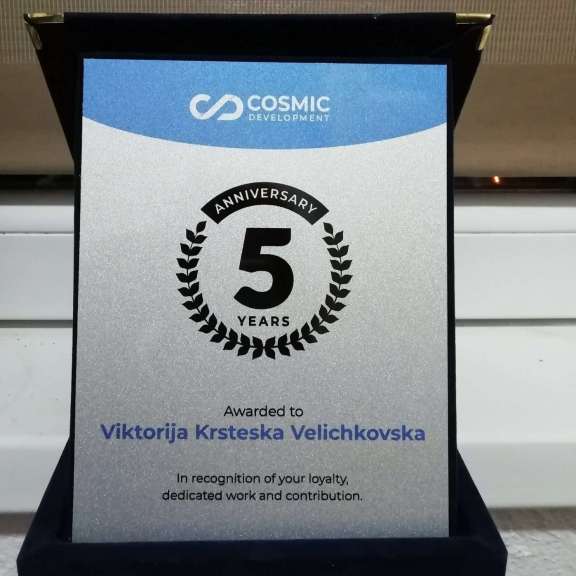 COSMIC
DEVELOPMENT
ANNIVERSARY
5
YEARS
Awarded to
Viktorija Krsteska Velichkovska
In recognition of your loyalty,
dedicated work and contribution.